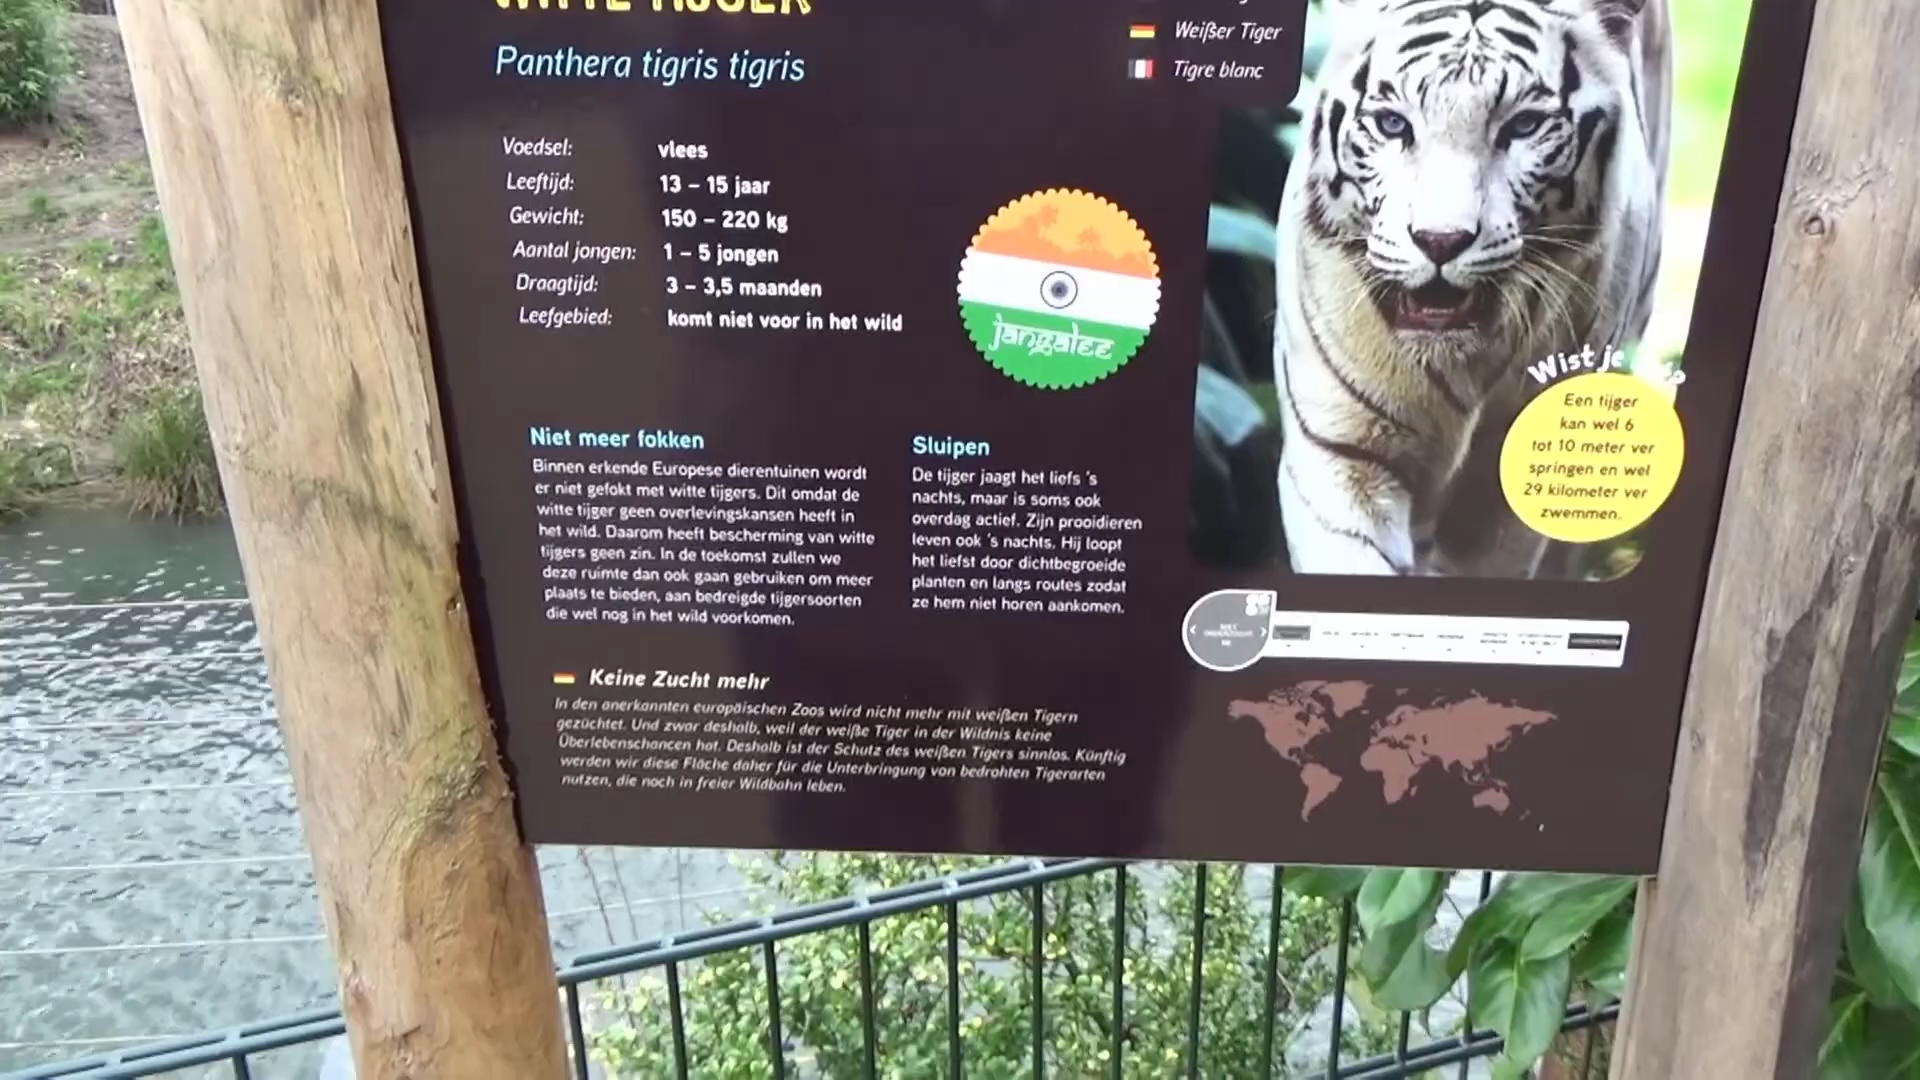 WITTE TIJGER
Panthera tigris tigris
Weißer Tiger
Tigre blanc
Voedsel: vlees
Leeftijd: 13 – 15 jaar
Gewicht: 150 – 220 kg
Aantal jongen: 1 – 5 jongen
Draagtijd: 3 – 3,5 maanden
Leefgebied: komt niet voor in het wild
jangalee
Niet meer fokken
Binnen erkende Europese dierentuinen wordt
er niet gefokt met witte tijgers. Dit omdat de
witte tijger geen overlevingskansen heeft in
het wild. Daarom heeft bescherming van witte
tijgers geen zin. In de toekomst zullen we
deze ruimte dan ook gaan gebruiken om meer
plaats te bieden, aan bedreigde tijgersoorten
die wel nog in het wild voorkomen.
Sluipen
De tijger jaagt het liefs 's
nachts, maar is soms ook
overdag actief. Zijn prooidieren
leven ook 's nachts. Hij loopt
het liefst door dichtbegroeide
planten en langs routes zodat
ze hem niet horen aankomen.
Wist je
Een tijger
kan wel 6
tot 10 meter ver
springen en wel
29 kilometer ver
zwemmen.
Keine Zucht mehr
In den anerkannten europäischen Zoos wird nicht mehr mit weißen Tigern
gezüchtet. Und zwar deshalb, weil der weiße Tiger in der Wildnis keine
Überlebenschancen hat. Deshalb ist der Schutz des weißen Tigers sinnlos. Künftig
werden wir diese Fläche daher für die Unterbringung von bedrohten Tigerarten
nutzen, die noch in freier Wildbahn leben.